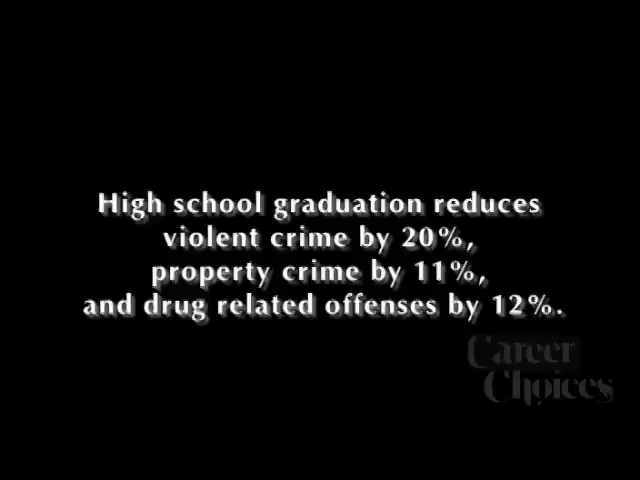 High school graduation reduces
violent crime by 20%,
property crime by 11%,
and drug related offenses by 12%.
Career
Choices